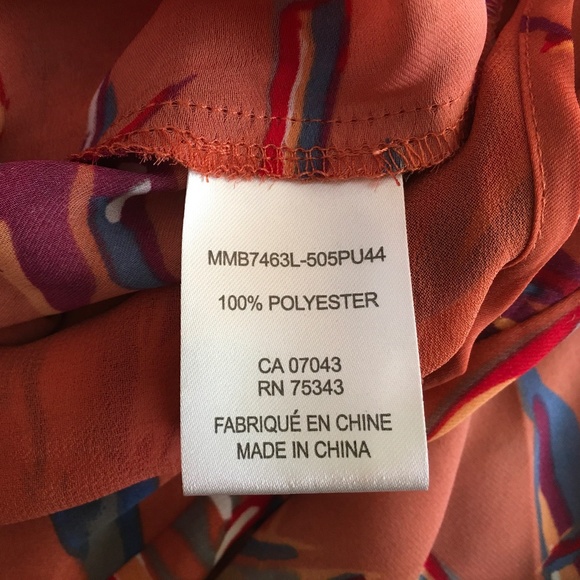 MMB7463L-505PU44
100% POLYESTER
CA 07043
RN 75343
FABRIQUÉ EN CHINE
MADE IN CHINA